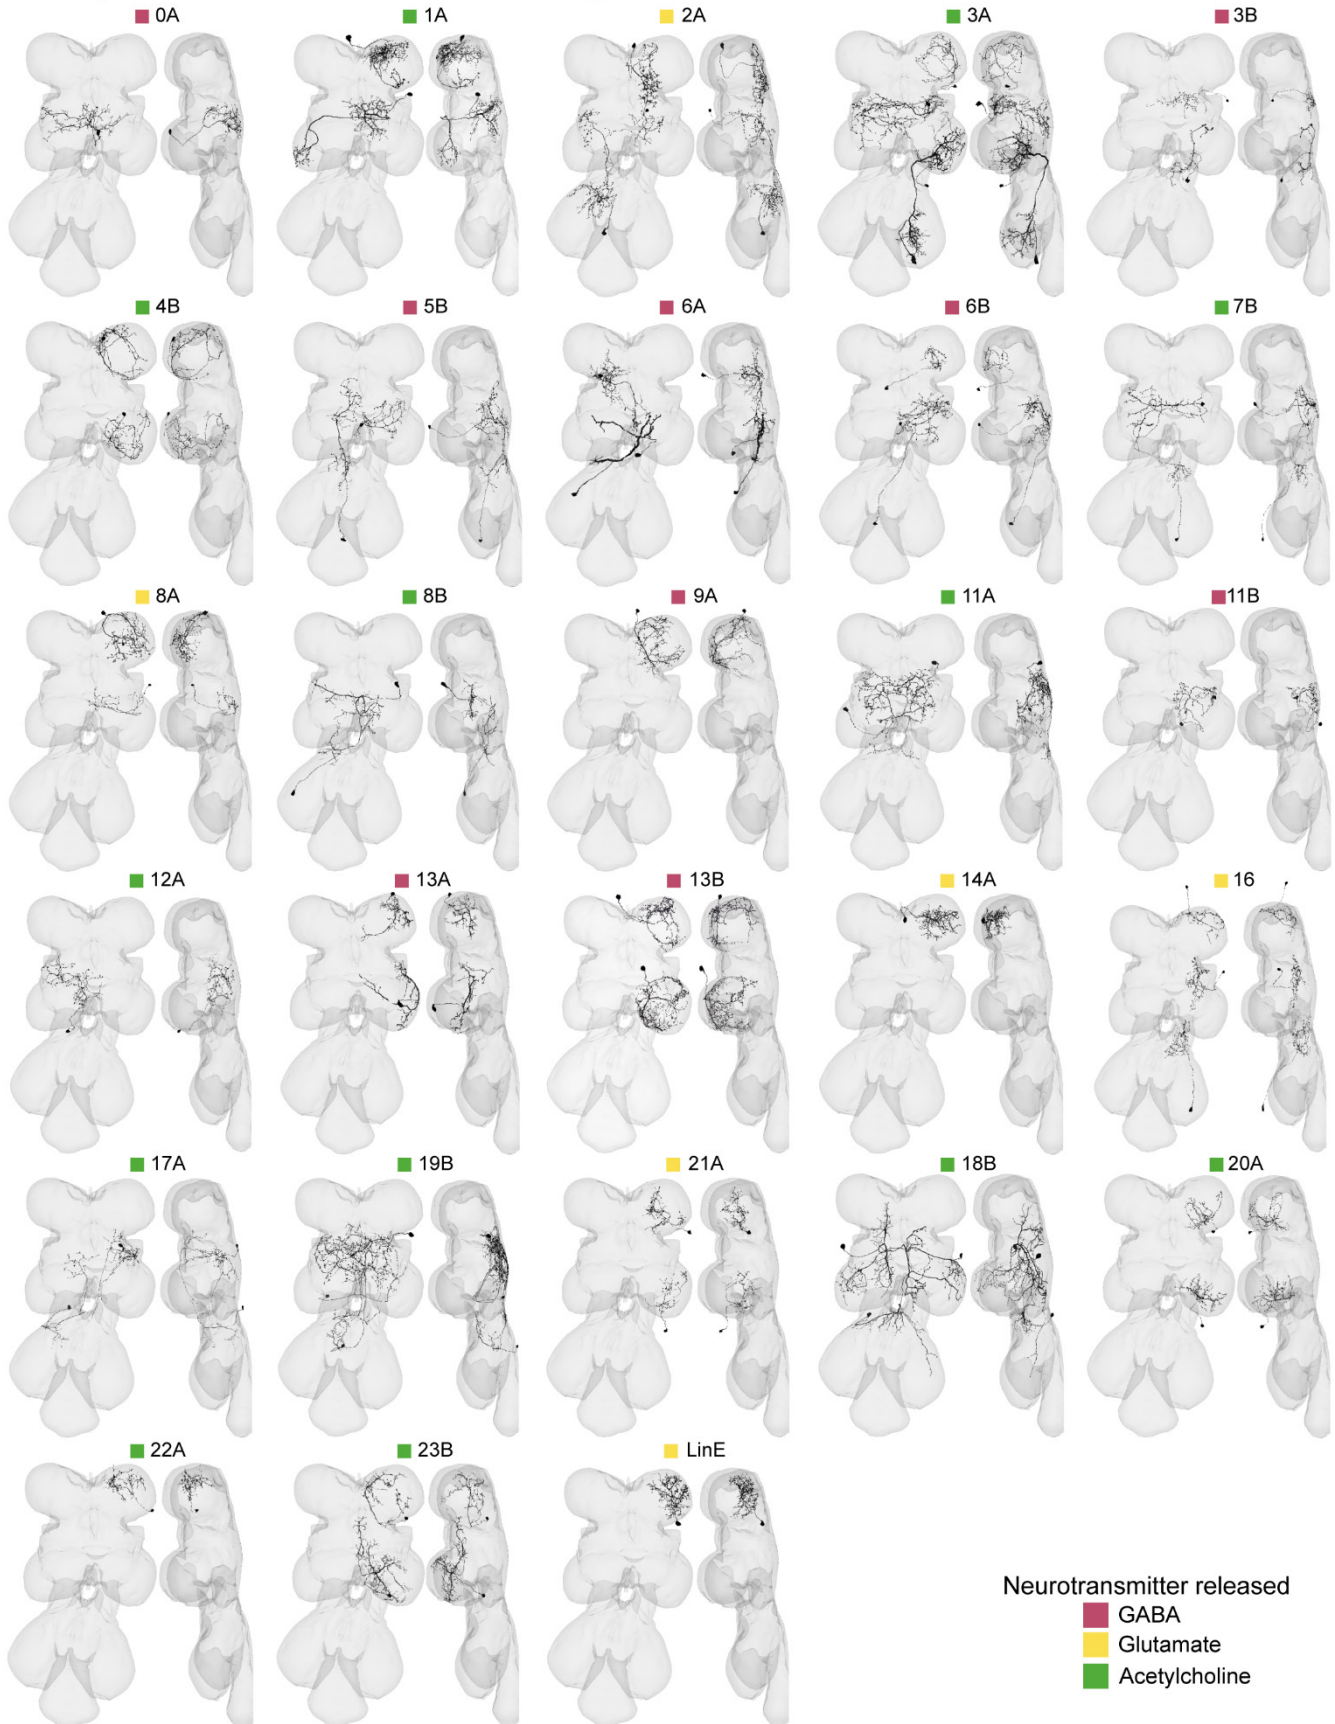 0A 1A 2A 3A 3B
4B 5B 6A 6B 7B
8A 8B 9A 11A 11B
12A 13A 13B 14A 16
17A 19B 21A 18B 20A
22A 23B LinE
Neurotransmitter released
GABA
Glutamate
Acetylcholine